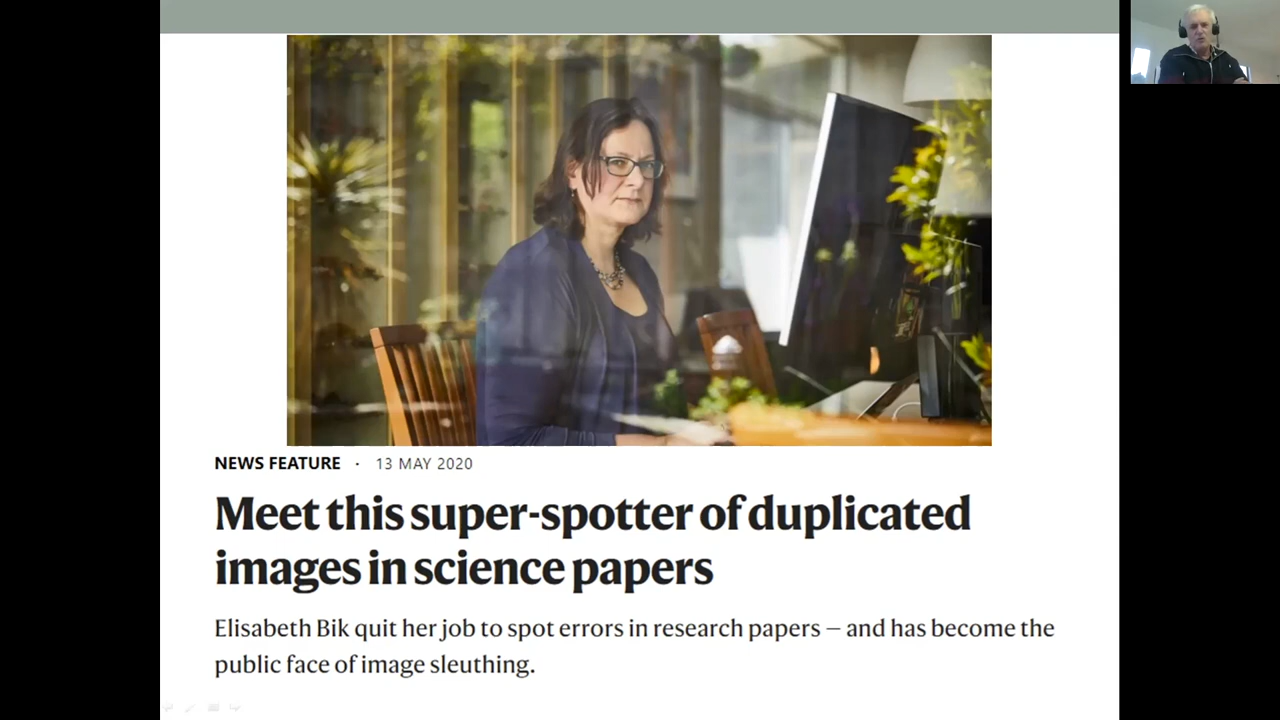 NEWS FEATURE · 13 MAY 2020
Meet this super-spotter of duplicated
images in science papers
Elisabeth Bik quit her job to spot errors in research papers — and has become the
public face of image sleuthing.